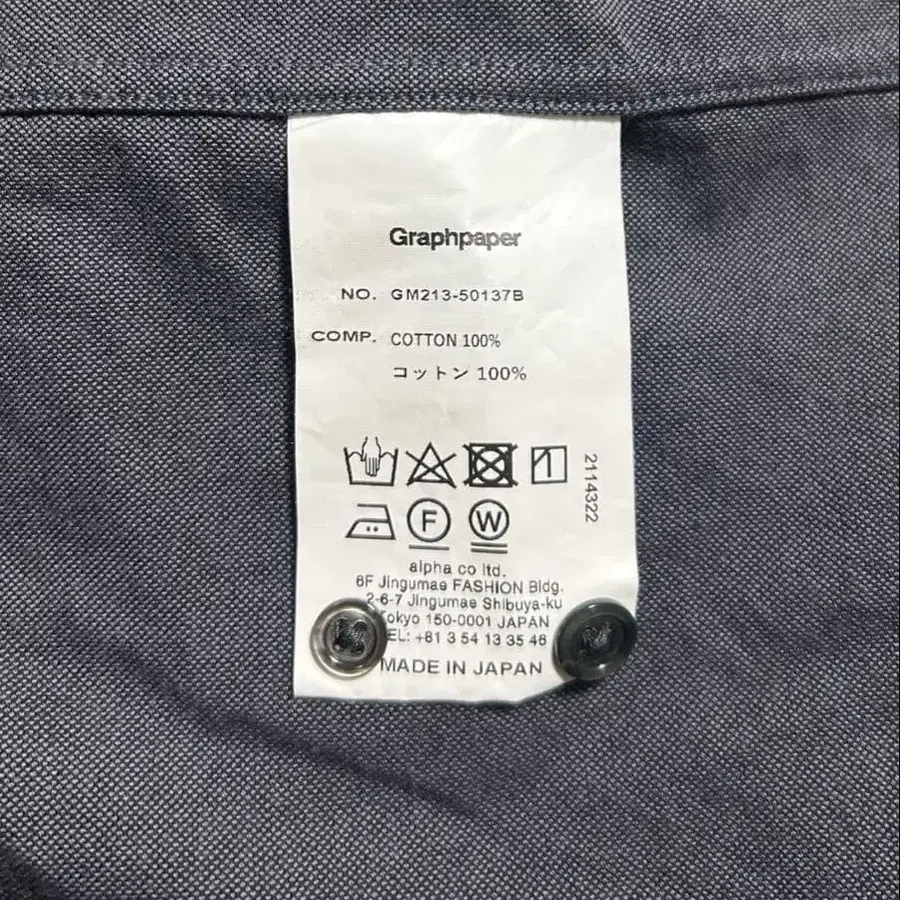 Graphpaper
NO. GM213-50137B
COMP. COTTON 100%
コットン 100%
2114322
F W
alpha co ltd.
6F Jingumae FASHION Bldg.
2-6-7 Jingumae Shibuya-ku
okyo 150-0001 JAPAN
EL: +81 3 54 13 35 46
MADE IN JAPAN